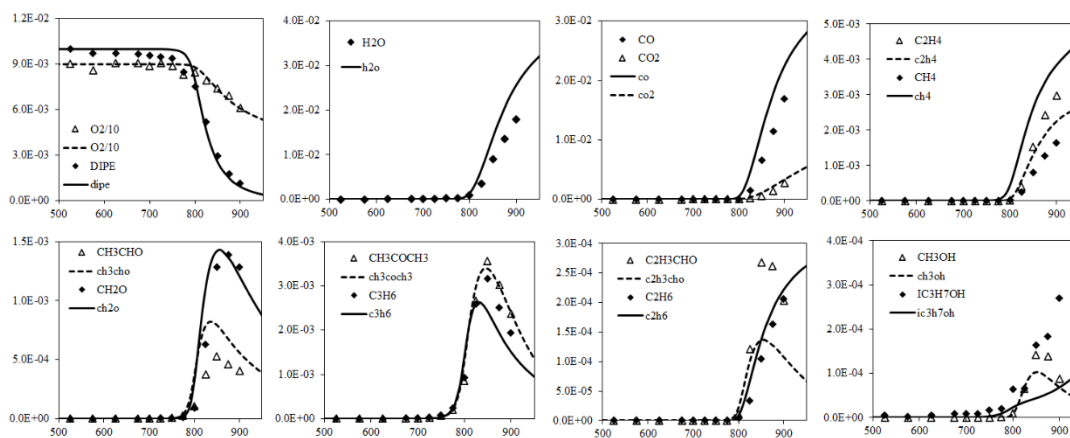 1.2E-02
9.0E-03
6.0E-03
3.0E-03
0.0E+00
O2/10
O2/10
DIPE
dipe
500 600 700 800 900
4.0E-02
3.0E-02
2.0E-02
1.0E-02
0.0E+00
H2O
h2o
500 600 700 800 900
3.0E-02
2.0E-02
1.0E-02
0.0E+00
CO
CO2
co
co2
500 600 700 800 900
5.0E-03
4.0E-03
3.0E-03
2.0E-03
1.0E-03
0.0E+00
C2H4
c2h4
CH4
ch4
500 600 700 800 900
1.5E-03
1.0E-03
5.0E-04
0.0E+00
CH3CHO
ch3cho
CH2O
ch2o
500 600 700 800 900
4.0E-03
3.0E-03
2.0E-03
1.0E-03
0.0E+00
CH3COCH3
ch3coch3
C3H6
c3h6
500 600 700 800 900
3.0E-04
2.5E-04
2.0E-04
1.5E-04
1.0E-04
5.0E-05
0.0E+00
C2H3CHO
c2h3cho
C2H6
c2h6
500 600 700 800 900
4.0E-04
3.0E-04
2.0E-04
1.0E-04
0.0E+00
CH3OH
ch3oh
IC3H7OH
ic3h7oh
500 600 700 800 900